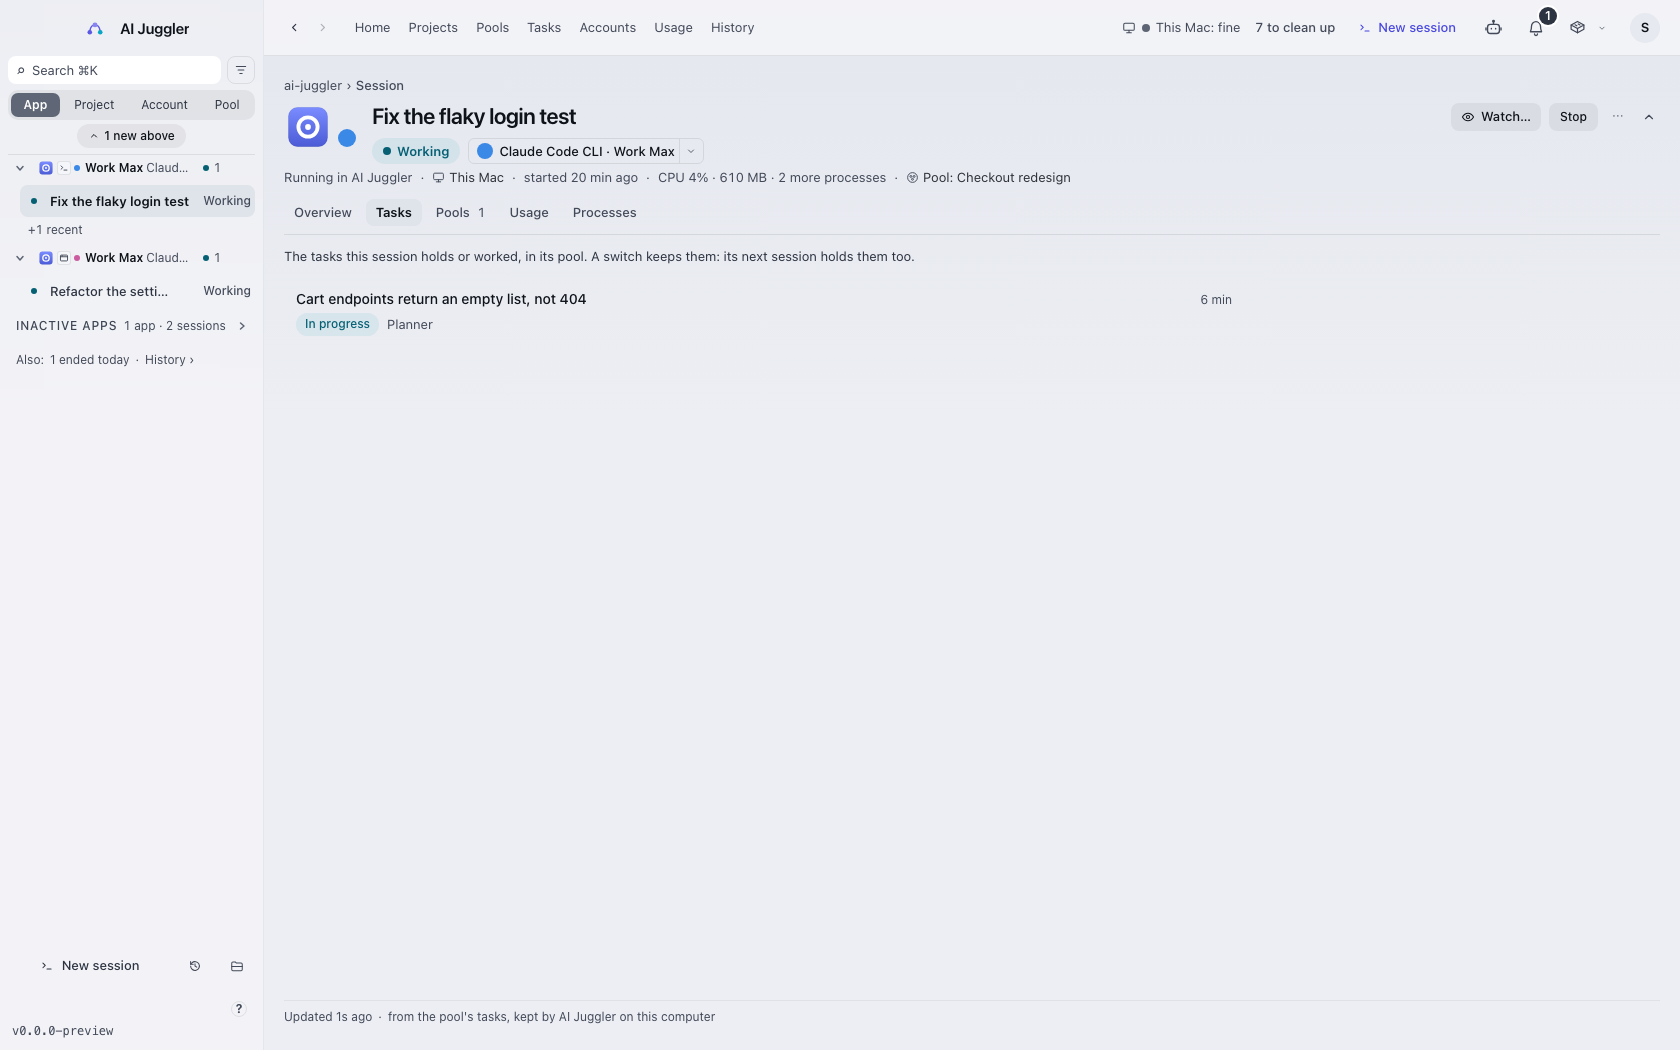 AI Juggler
Search ⌘K
App Project Account Pool
1 new above
Work Max Claud... 1
Fix the flaky login test Working
+1 recent
Work Max Claud... 1
Refactor the setti... Working
INACTIVE APPS 1 app · 2 sessions
Also: 1 ended today · History ›
New session
?
v0.0.0-preview
Home Projects Pools Tasks Accounts Usage History
This Mac: fine 7 to clean up New session 1 S
ai-juggler › Session
Fix the flaky login test
Watch... Stop ...
Working Claude Code CLI · Work Max
Running in AI Juggler · This Mac · started 20 min ago · CPU 4% · 610 MB · 2 more processes · Pool: Checkout redesign
Overview Tasks Pools 1 Usage Processes
The tasks this session holds or worked, in its pool. A switch keeps them: its next session holds them too.
Cart endpoints return an empty list, not 404 6 min
In progress Planner
Updated 1s ago · from the pool's tasks, kept by AI Juggler on this computer